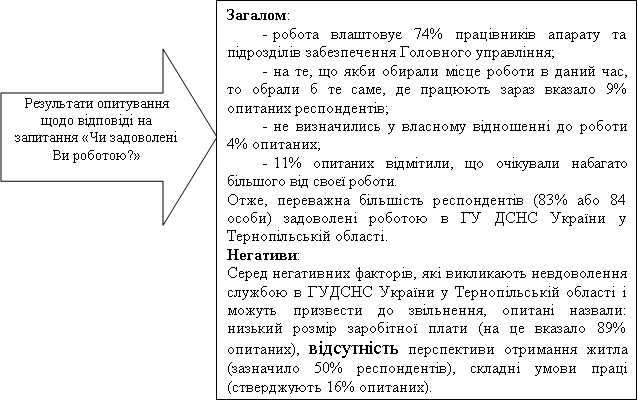 Результати опитування
щодо відповіді на
запитання «Чи задоволені
Ви роботою?»
Загалом:
- робота влаштовує 74% працівників апарату та
підрозділів забезпечення Головного управління;
- на те, що якби обирали місце роботи в даний час,
то обрали б те саме, де працюють зараз вказало 9%
опитаних респондентів;
- не визначились у власному відношенні до роботи
4% опитаних;
- 11% опитаних відмітили, що очікували набагато
більшого від своєї роботи.
Отже, переважна більшість респондентів (83% або 84
особи) задоволені роботою в ГУ ДСНС України у
Тернопільській області.
Негативи:
Серед негативних факторів, які викликають невдоволення
службою в ГУДСНС України у Тернопільській області і
можуть призвести до звільнення, опитані назвали:
низький розмір заробітної плати (на це вказало 89%
опитаних), відсутність перспективи отримання житла
(зазначило 50% респондентів), складні умови праці
(стверджують 16% опитаних).